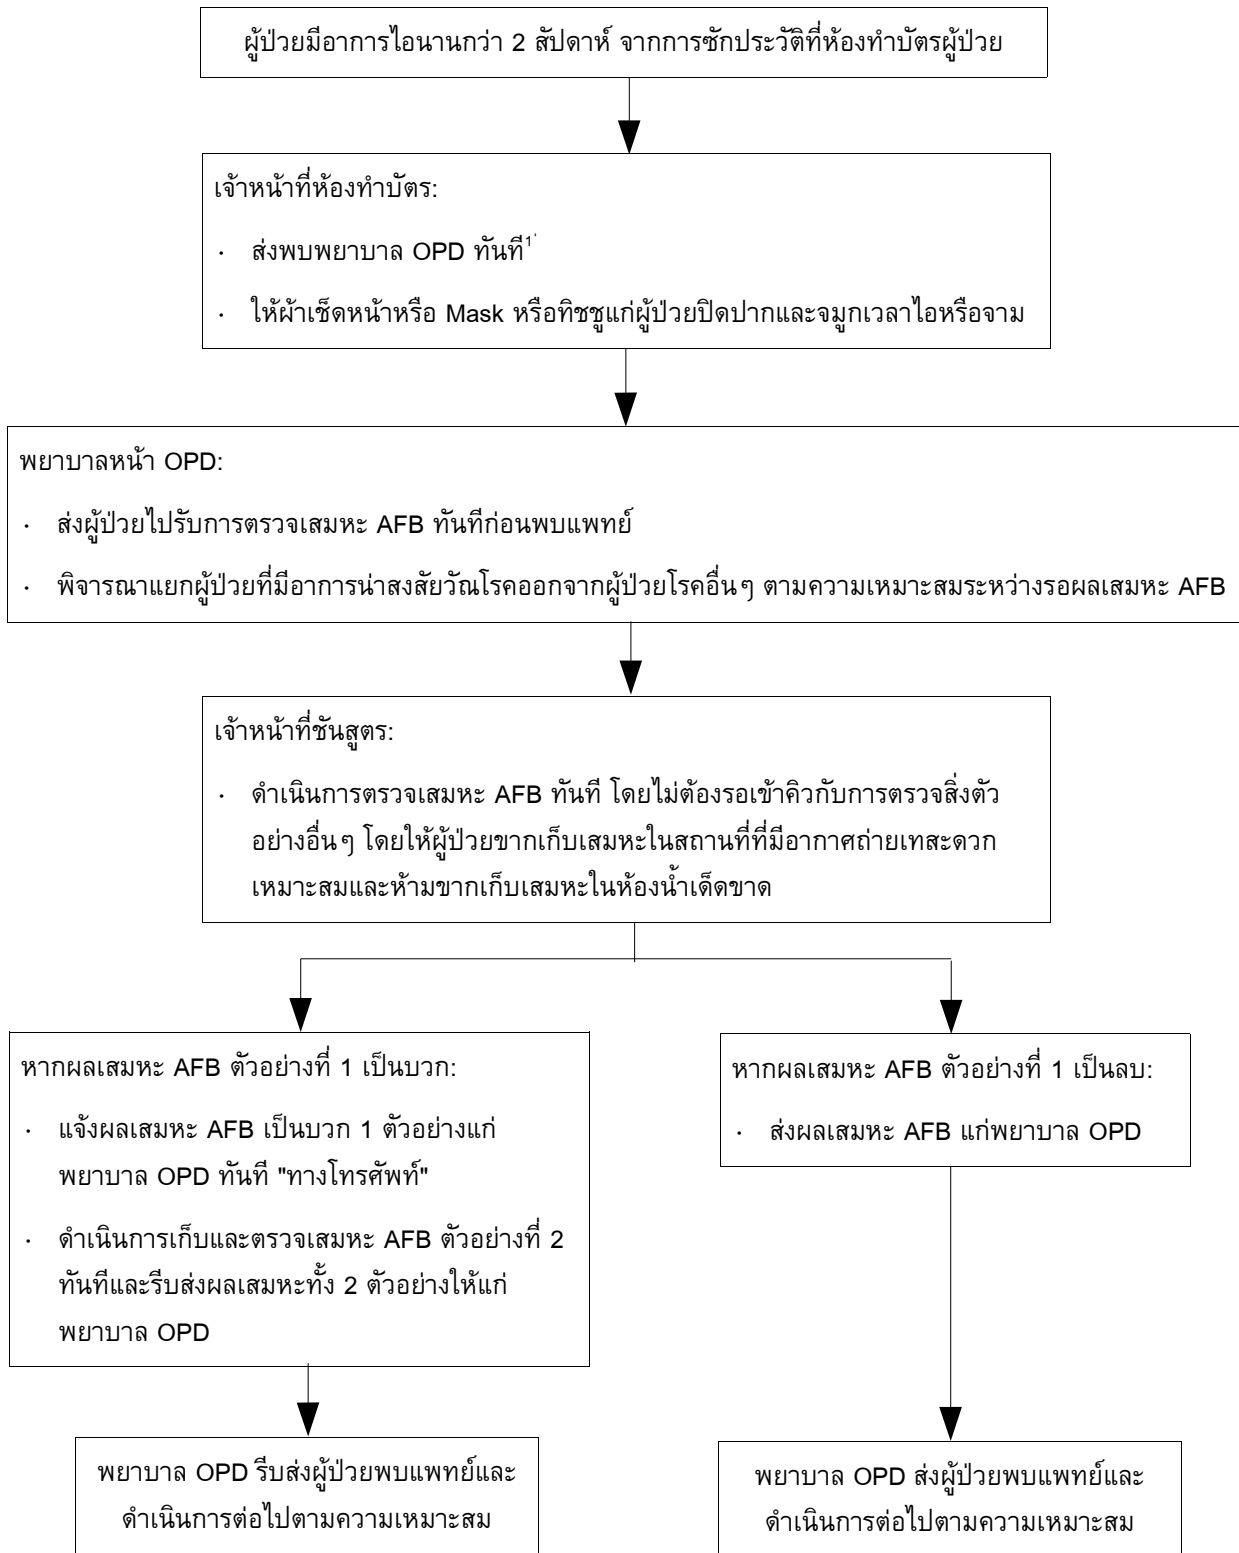 ผู้ป่วยมีอาการไอนานกว่า 2 สัปดาห์ จากการซักประวัติที่ห้องทำบัตรผู้ป่วย
เจ้าหน้าที่ห้องทำบัตร:
· ส่งพบพยาบาล OPD ทันที¹'
· ให้ผ้าเช็ดหน้าหรือ Mask หรือทิชชูแก่ผู้ป่วยปิดปากและจมูกเวลาไอหรือจาม
พยาบาลหน้า OPD:
· ส่งผู้ป่วยไปรับการตรวจเสมหะ AFB ทันทีก่อนพบแพทย์
· พิจารณาแยกผู้ป่วยที่มีอาการน่าสงสัยวัณโรคออกจากผู้ป่วยโรคอื่นๆ ตามความเหมาะสมระหว่างรอผลเสมหะ AFB
เจ้าหน้าที่ชันสูตร:
· ดำเนินการตรวจเสมหะ AFB ทันที โดยไม่ต้องรอเข้าคิวกับการตรวจสิ่งตัว
อย่างอื่นๆ โดยให้ผู้ป่วยขากเก็บเสมหะในสถานที่ที่มีอากาศถ่ายเทสะดวก
เหมาะสมและห้ามขากเก็บเสมหะในห้องน้ำเด็ดขาด
หากผลเสมหะ AFB ตัวอย่างที่ 1 เป็นบวก:
· แจ้งผลเสมหะ AFB เป็นบวก 1 ตัวอย่างแก่
พยาบาล OPD ทันที "ทางโทรศัพท์"
· ดำเนินการเก็บและตรวจเสมหะ AFB ตัวอย่างที่ 2
ทันทีและรีบส่งผลเสมหะทั้ง 2 ตัวอย่างให้แก่
พยาบาล OPD
หากผลเสมหะ AFB ตัวอย่างที่ 1 เป็นลบ:
· ส่งผลเสมหะ AFB แก่พยาบาล OPD
พยาบาล OPD รีบส่งผู้ป่วยพบแพทย์และ
ดำเนินการต่อไปตามความเหมาะสม
พยาบาล OPD ส่งผู้ป่วยพบแพทย์และ
ดำเนินการต่อไปตามความเหมาะสม